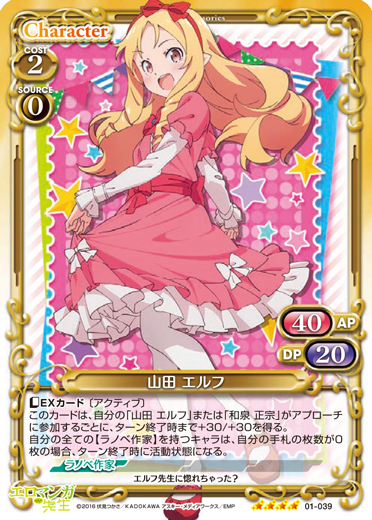 Character
COST
2
SOURCE
0
40 AP
DP 20
山田 エルフ
EXカード [アクティブ]
このカードは、自分の「山田 エルフ」または「和泉 正宗」がアプローチ
に参加するごとに、ターン終了時まで+30/+30を得る。
自分の全ての【ラノベ作家】を持つキャラは、自分の手札の枚数が0
枚の場合、ターン終了時に活動状態になる。
ラノベ作家
エルフ先生に惚れちゃった?
エロマンガ
先生
©2016 伏見つかさ/KADOKAWA アスキー・メディアワークス/EMP
01-039